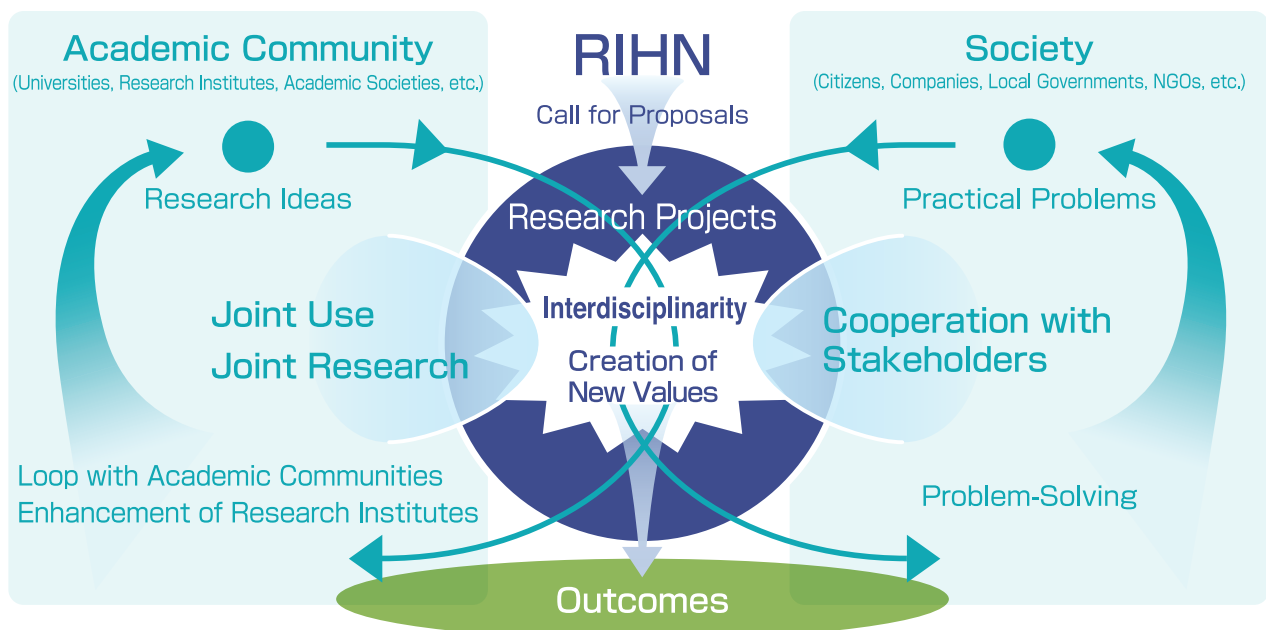 Academic Community
(Universities, Research Institutes, Academic Societies, etc.)
Research Ideas
Joint Use
Joint Research
Loop with Academic Communities
Enhancement of Research Institutes
RIHN
Call for Proposals
Research Projects
Interdisciplinarity
Creation of
New Values
Outcomes
Society
(Citizens, Companies, Local Governments, NGOs, etc.)
Practical Problems
Cooperation with
Stakeholders
Problem-Solving